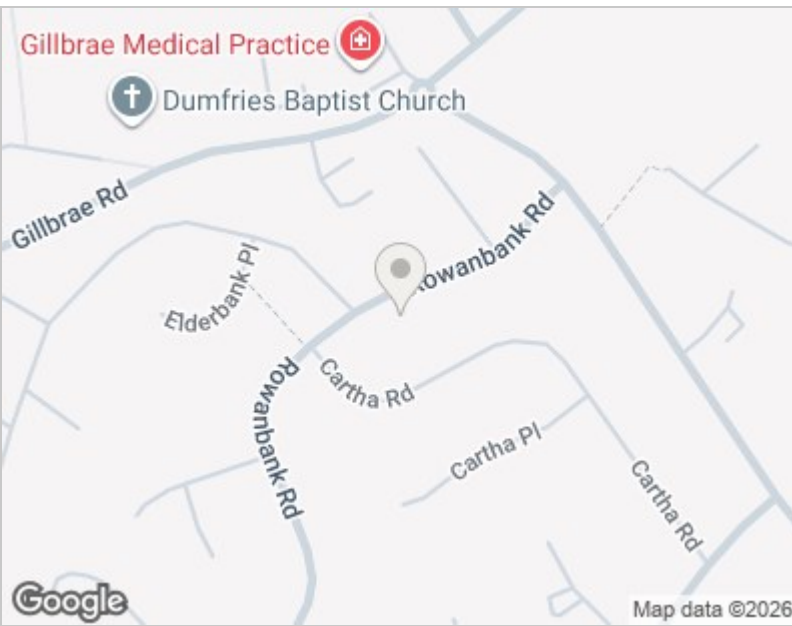 Gillbrae Medical Practice
Dumfries Baptist Church
Gillbrae Rd
Rowanbank Rd
Elderbank Pl
Cartha Rd
Rowanbank Rd
Cartha Pl
Cartha Rd
Google
Map data ©2026